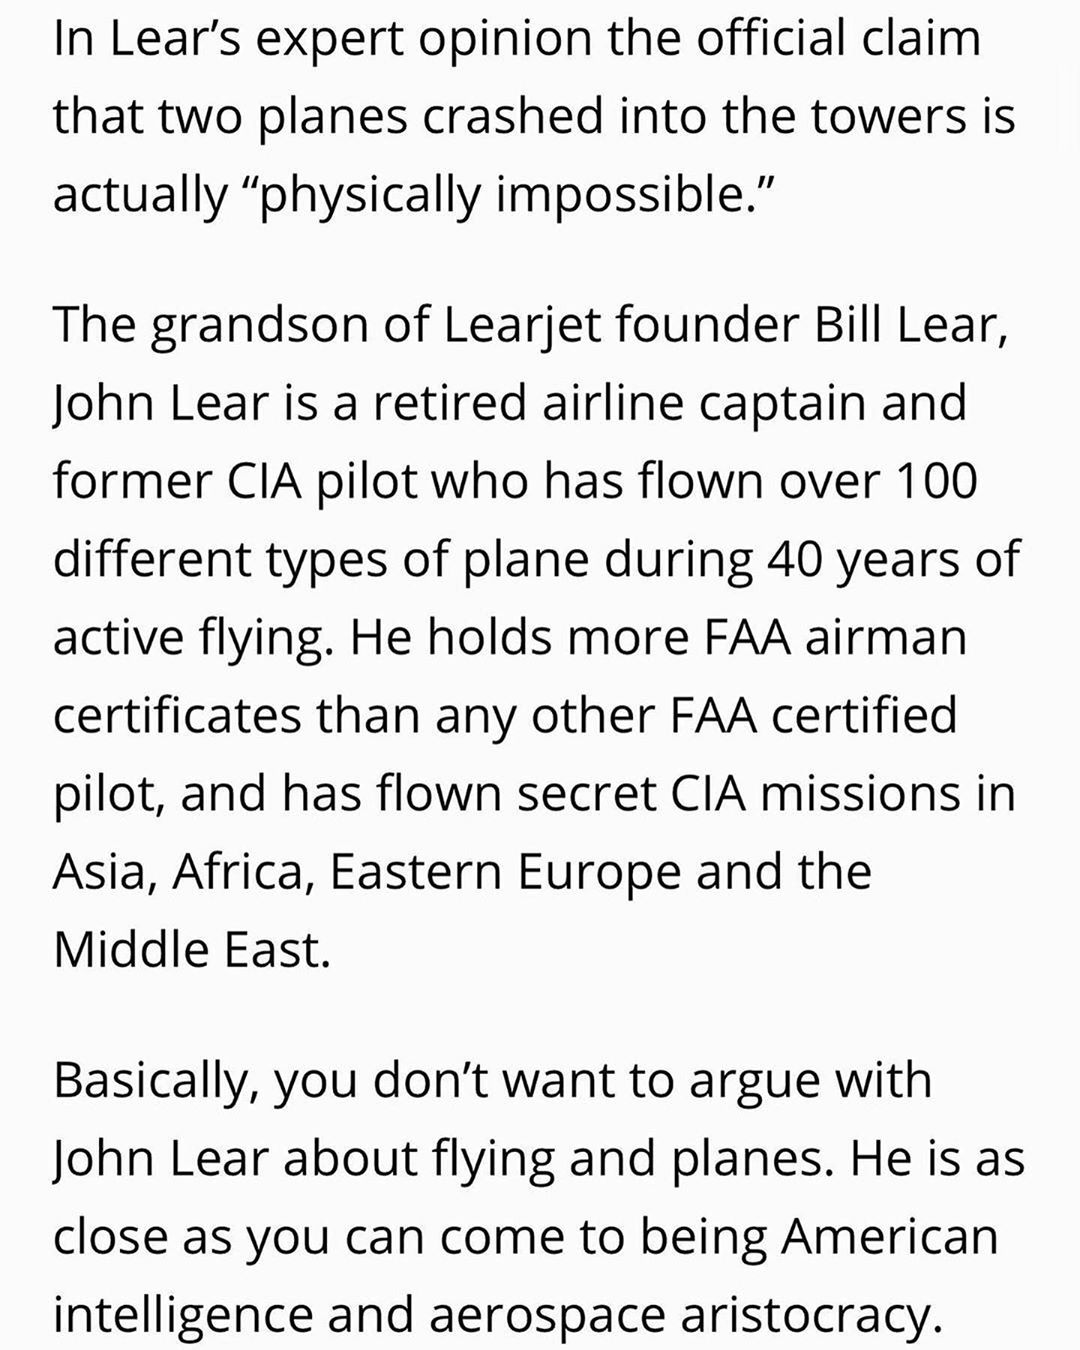 In Lear’s expert opinion the official claim
that two planes crashed into the towers is
actually “physically impossible.”
The grandson of Learjet founder Bill Lear,
John Lear is a retired airline captain and
former CIA pilot who has flown over 100
different types of plane during 40 years of
active flying. He holds more FAA airman
certificates than any other FAA certified
pilot, and has flown secret CIA missions in
Asia, Africa, Eastern Europe and the
Middle East.
Basically, you don’t want to argue with
John Lear about flying and planes. He is as
close as you can come to being American
intelligence and aerospace aristocracy.